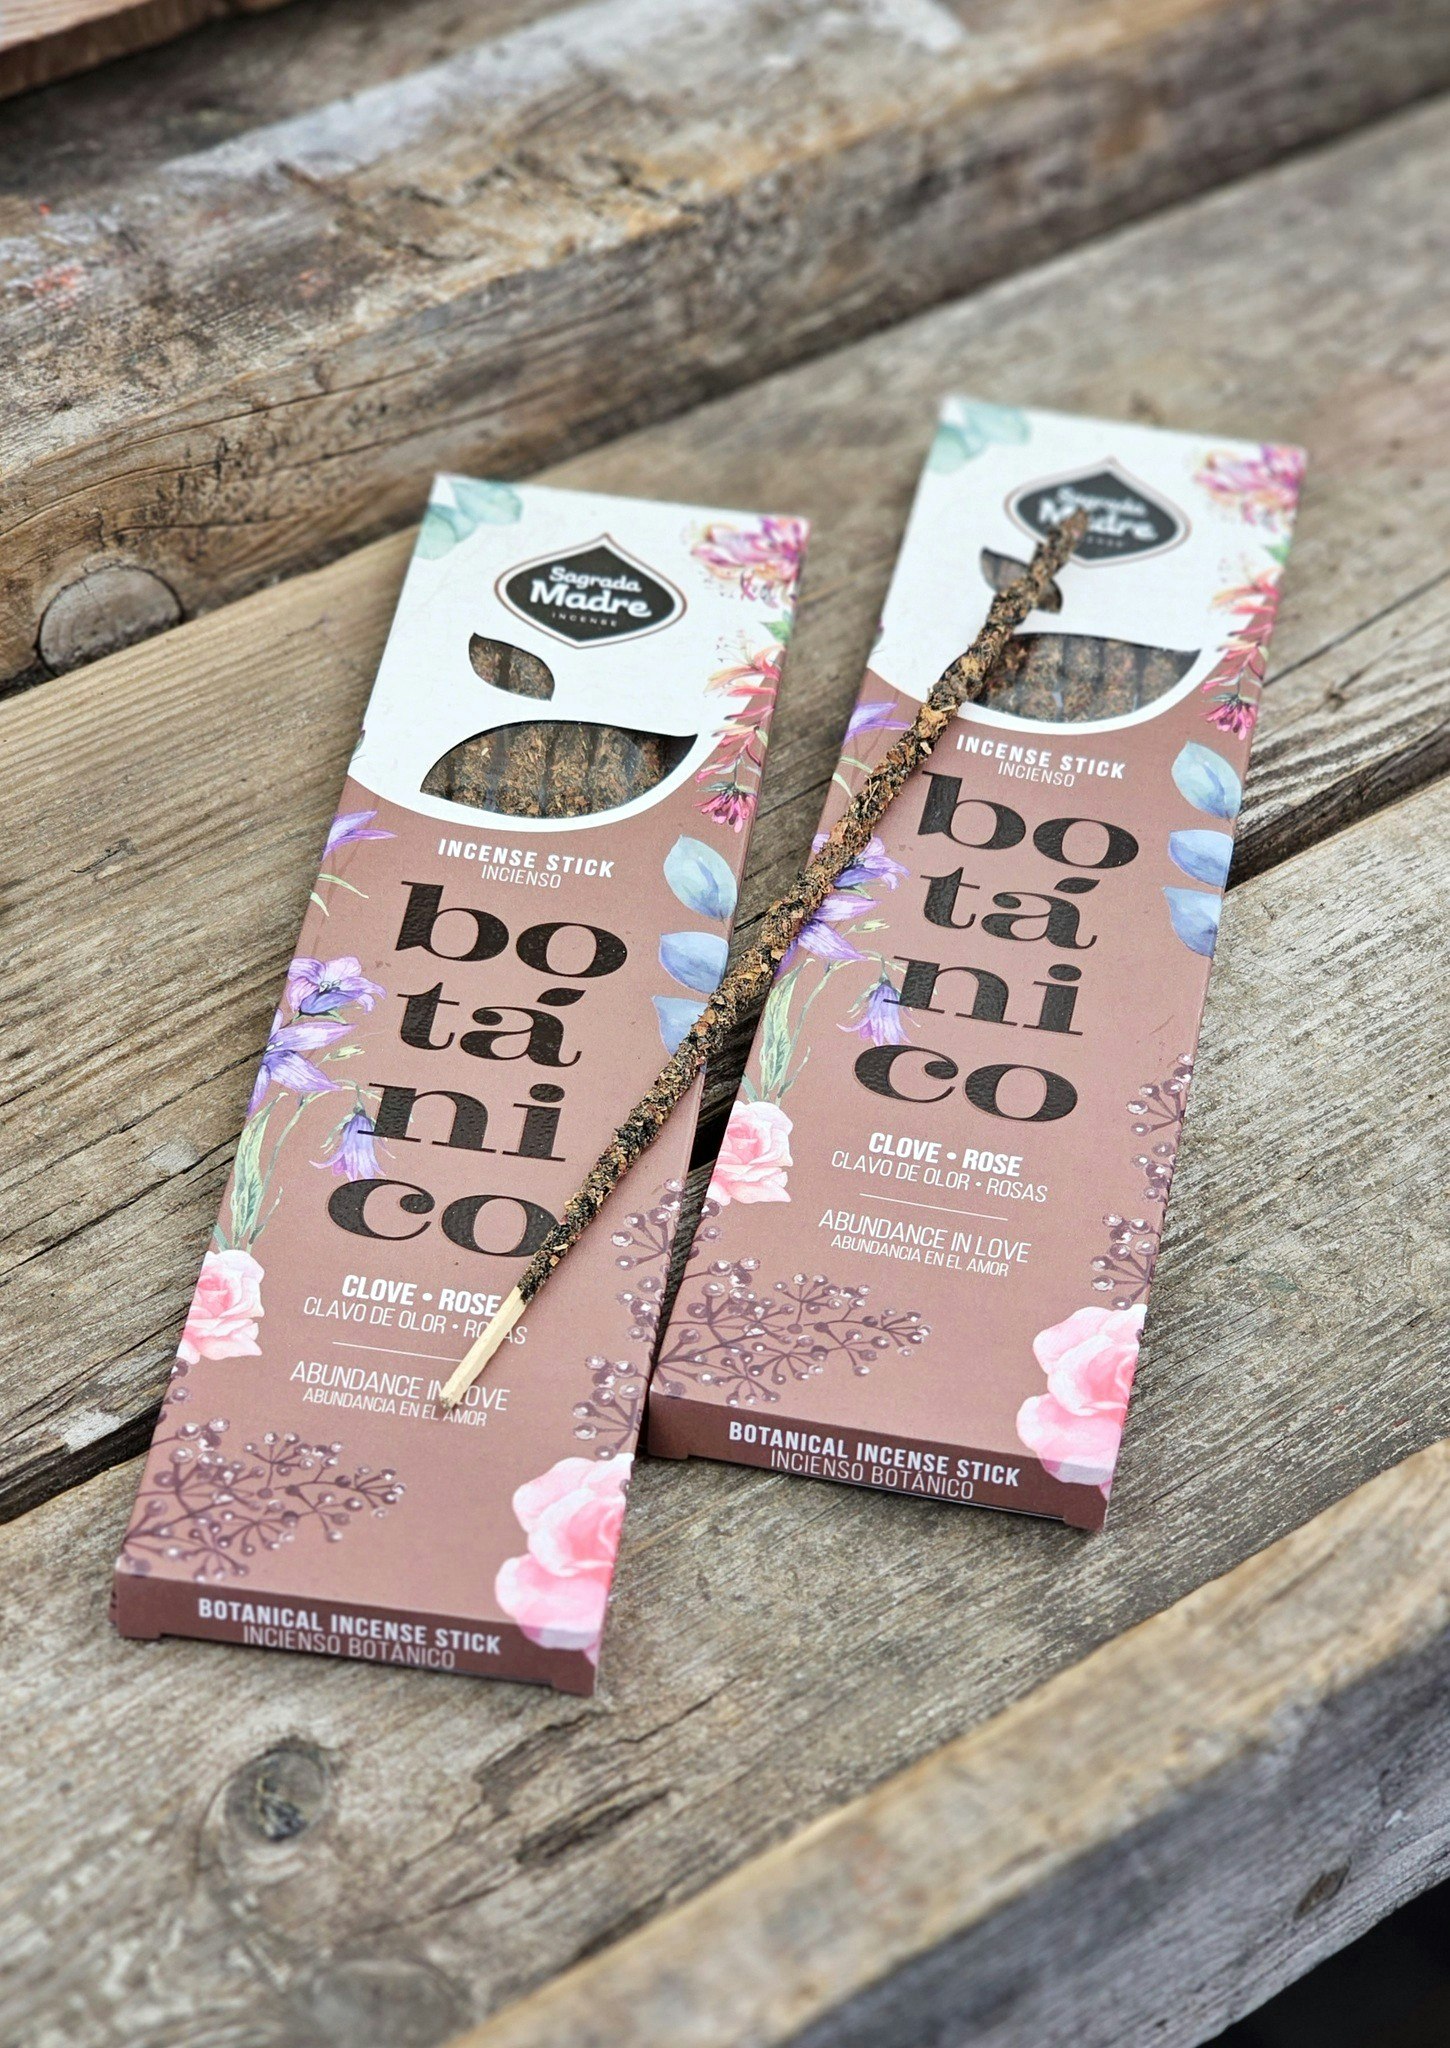 Sagrada
Madre
INCENSE
INCENSE STICK
INCIENSO
bo
tá
ni
co
CLOVE • ROSE
CLAVO DE OLOR • ROSAS
ABUNDANCE IN LOVE
ABUNDANCIA EN EL AMOR
BOTANICAL INCENSE STICK
INCIENSO BOTÁNICO
Sagrada
Madre
INCENSE STICK
INCIENSO
bo
tá
ni
co
CLOVE • ROSE
CLAVO DE OLOR • ROSAS
ABUNDANCE IN LOVE
ABUNDANCIA EN EL AMOR
BOTANICAL INCENSE STICK
INCIENSO BOTÁNICO